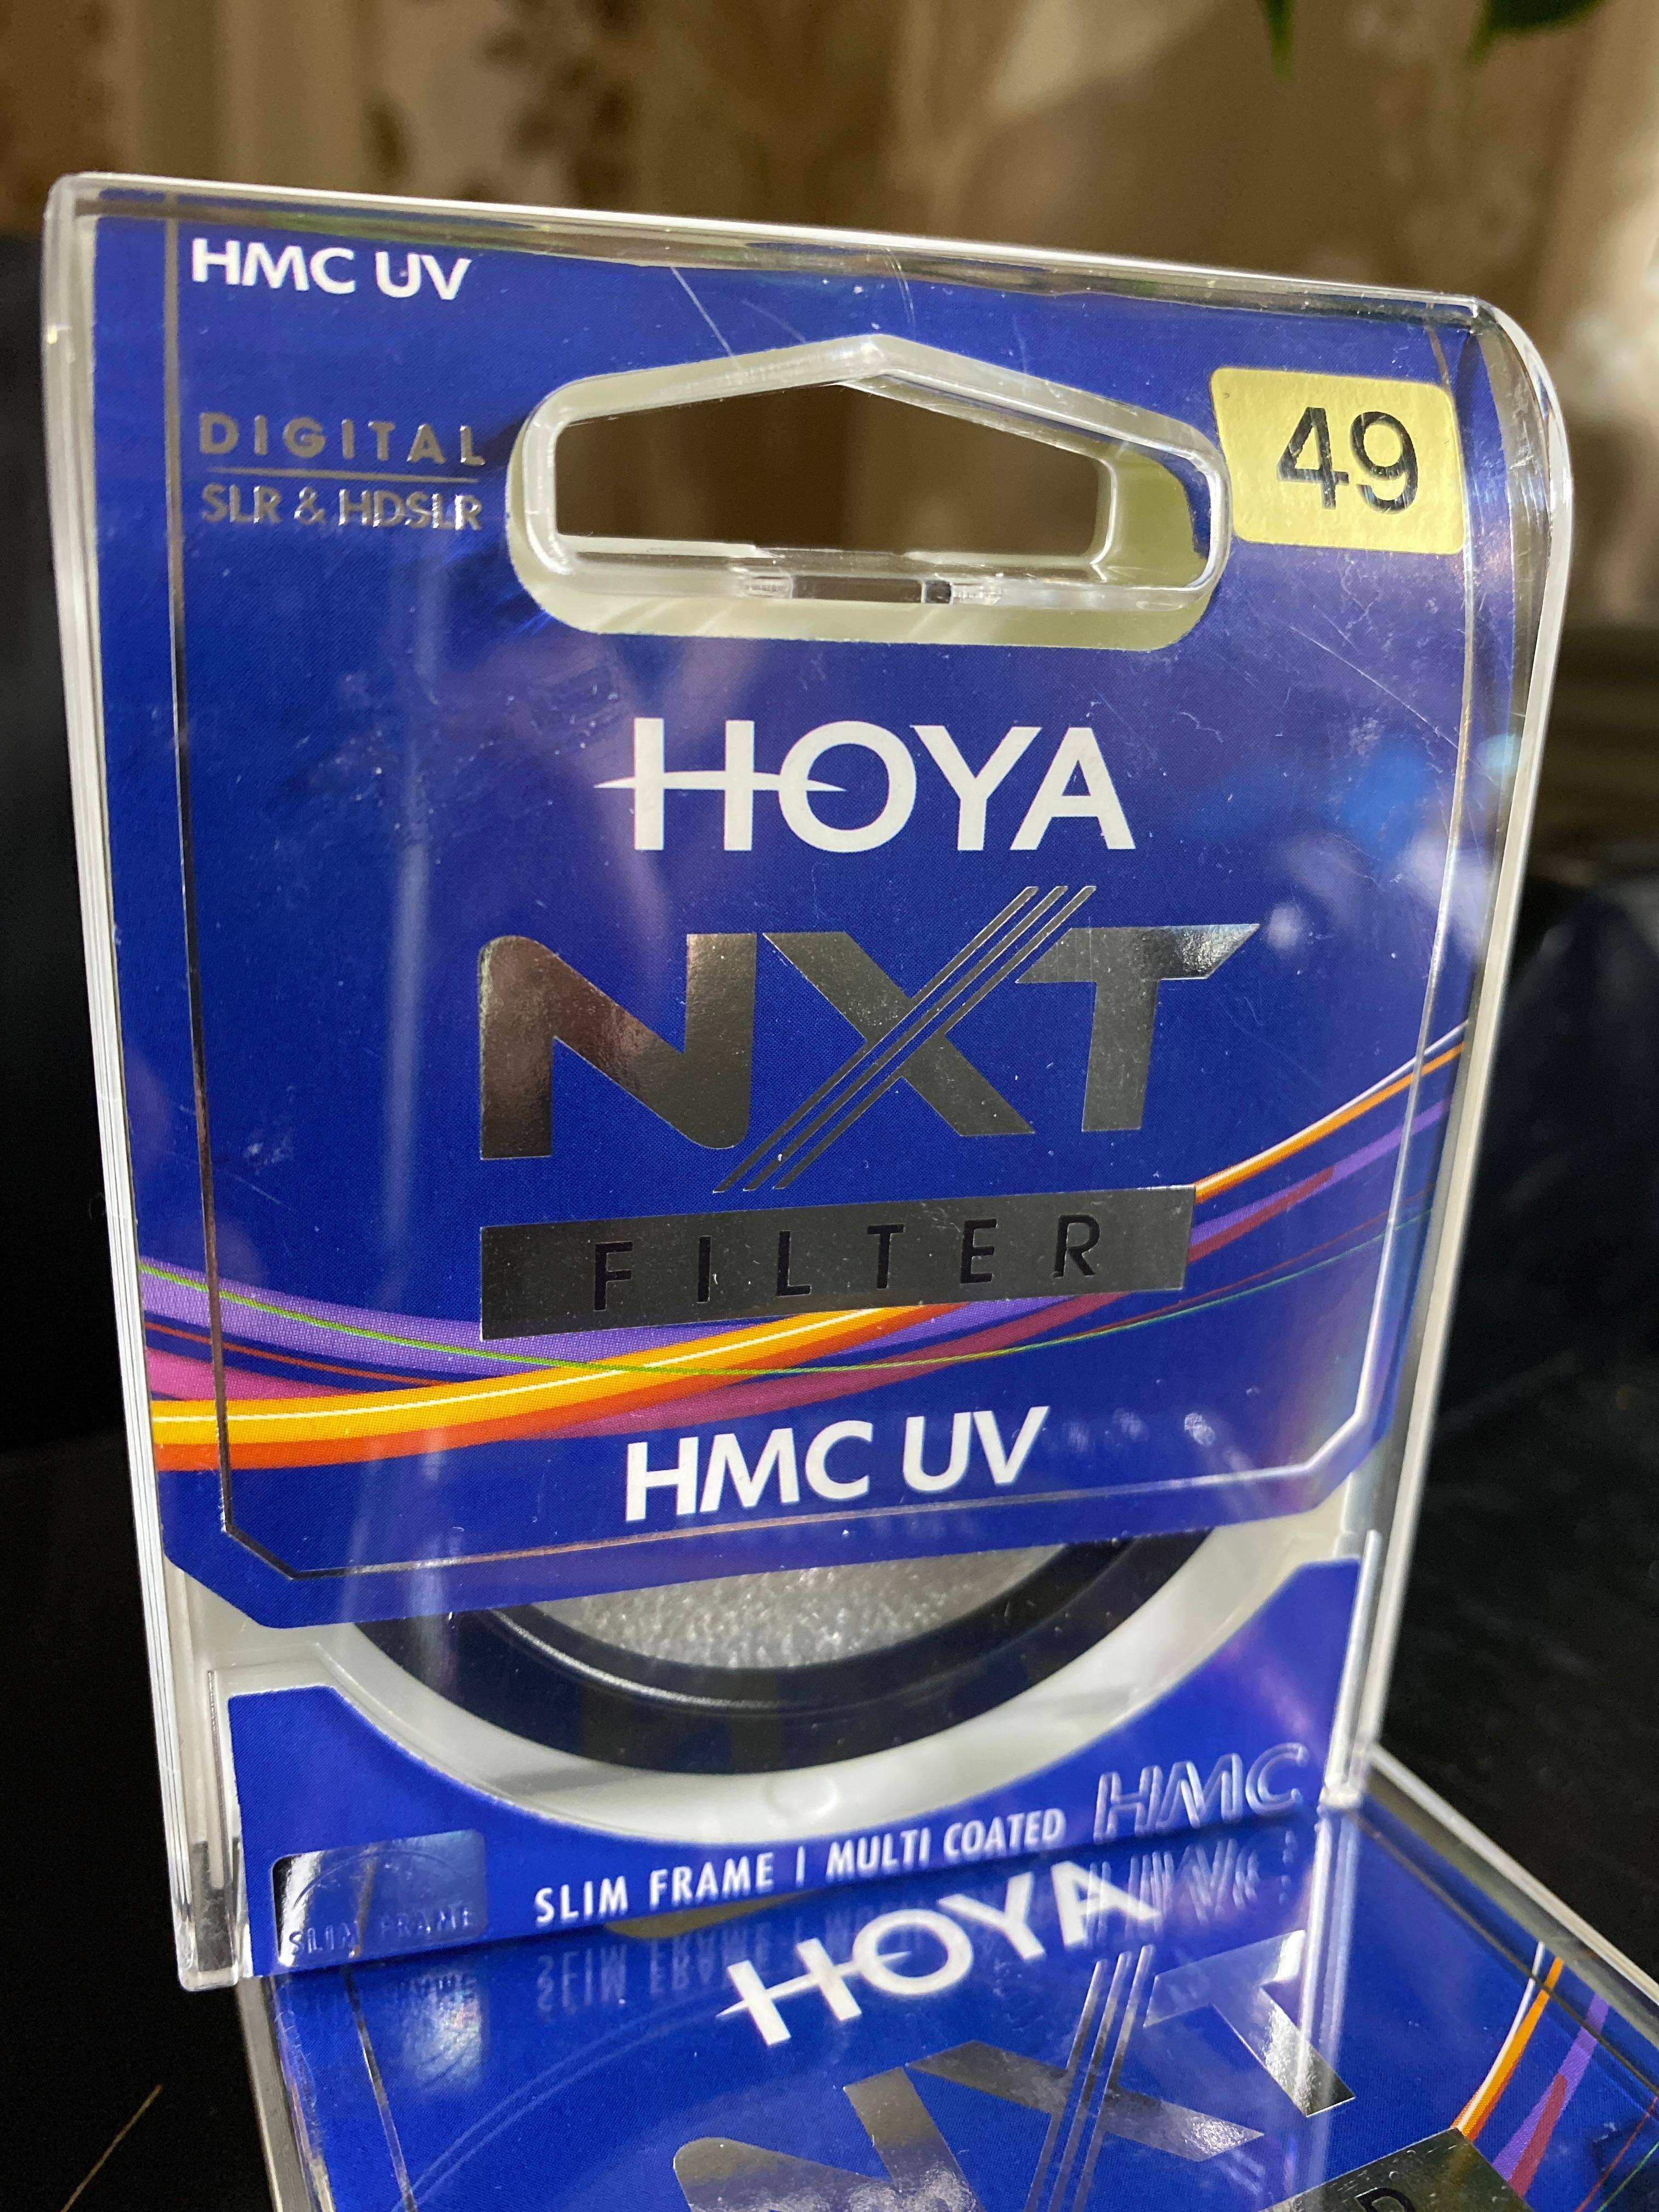 HMC UV
49
DIGITAL
SLR & HDSLR
HOYA
NXT
FILTER
HMC UV
SLIM FRAME | MULTI COATED HMC
SLIM FRAME
HOYA
NXT